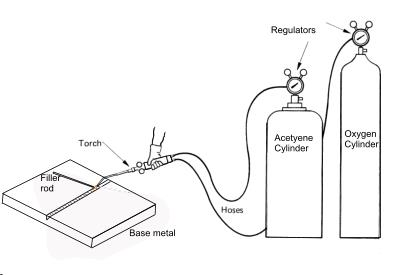 Regulators
Torch
Acetyene
Cylinder
Oxygen
Cylinder
Filler
rod
Hoses
Base metal